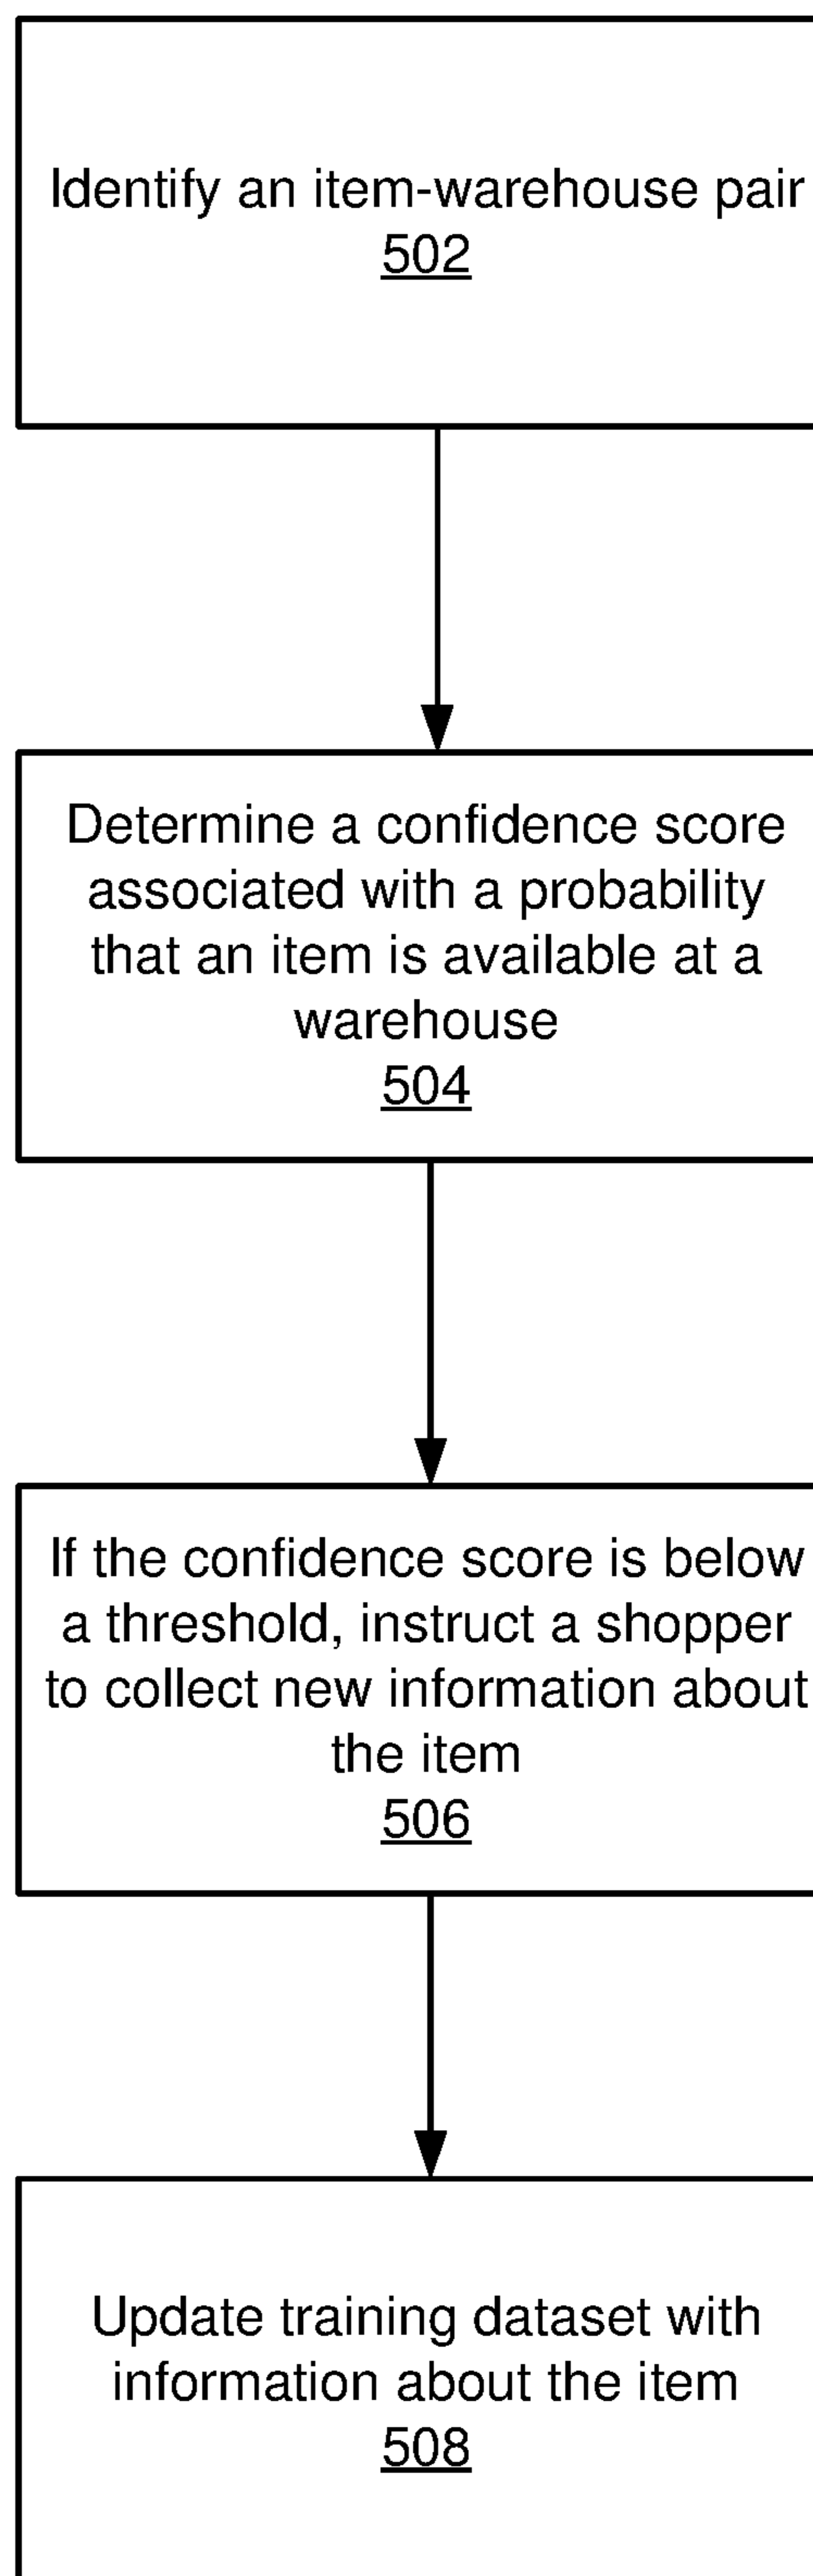 Identify an item-warehouse pair
502
Determine a confidence score
associated with a probability
that an item is available at a
warehouse
504
If the confidence score is below
a threshold, instruct a shopper
to collect new information about
the item
506
Update training dataset with
information about the item
508